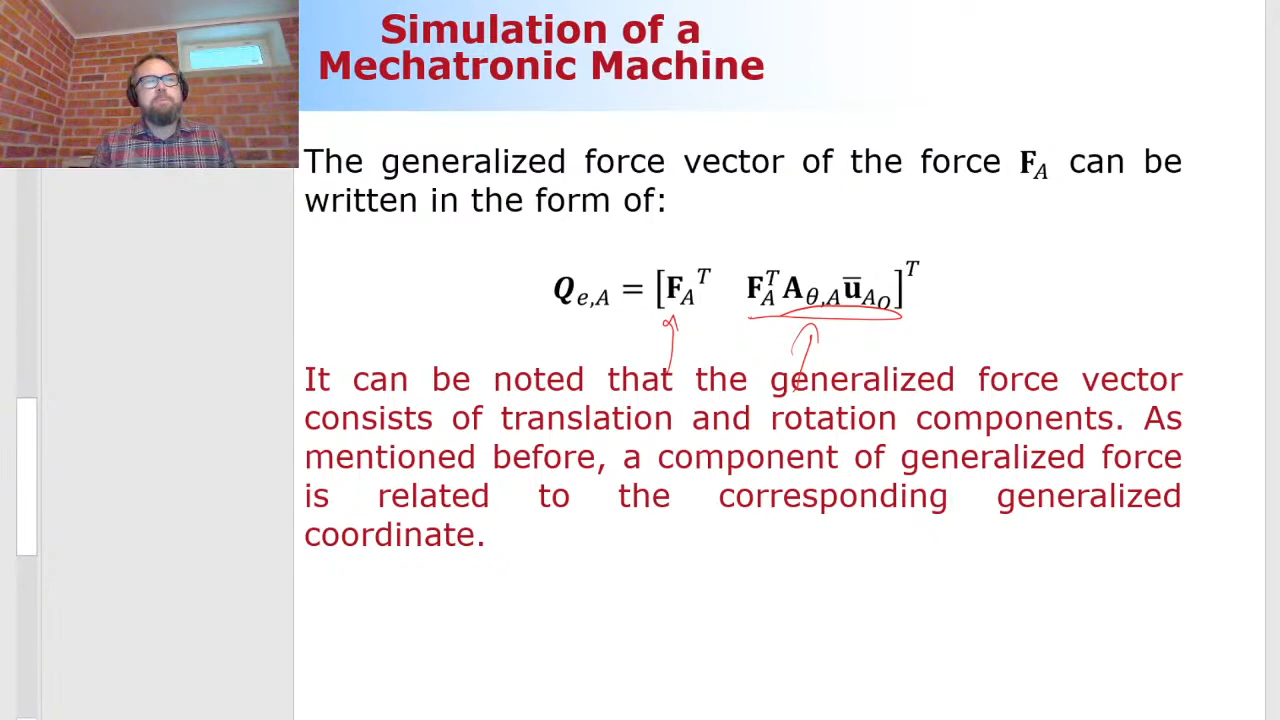 Simulation of a
Mechatronic Machine
The generalized force vector of the force 𝐅_A can be
written in the form of:
𝑸_{e,A} = [𝐅_A^T 𝐅_A^T 𝐀_{θ,A} 𝐮̅_{A_O}]^T
It can be noted that the generalized force vector
consists of translation and rotation components. As
mentioned before, a component of generalized force
is related to the corresponding generalized
coordinate.